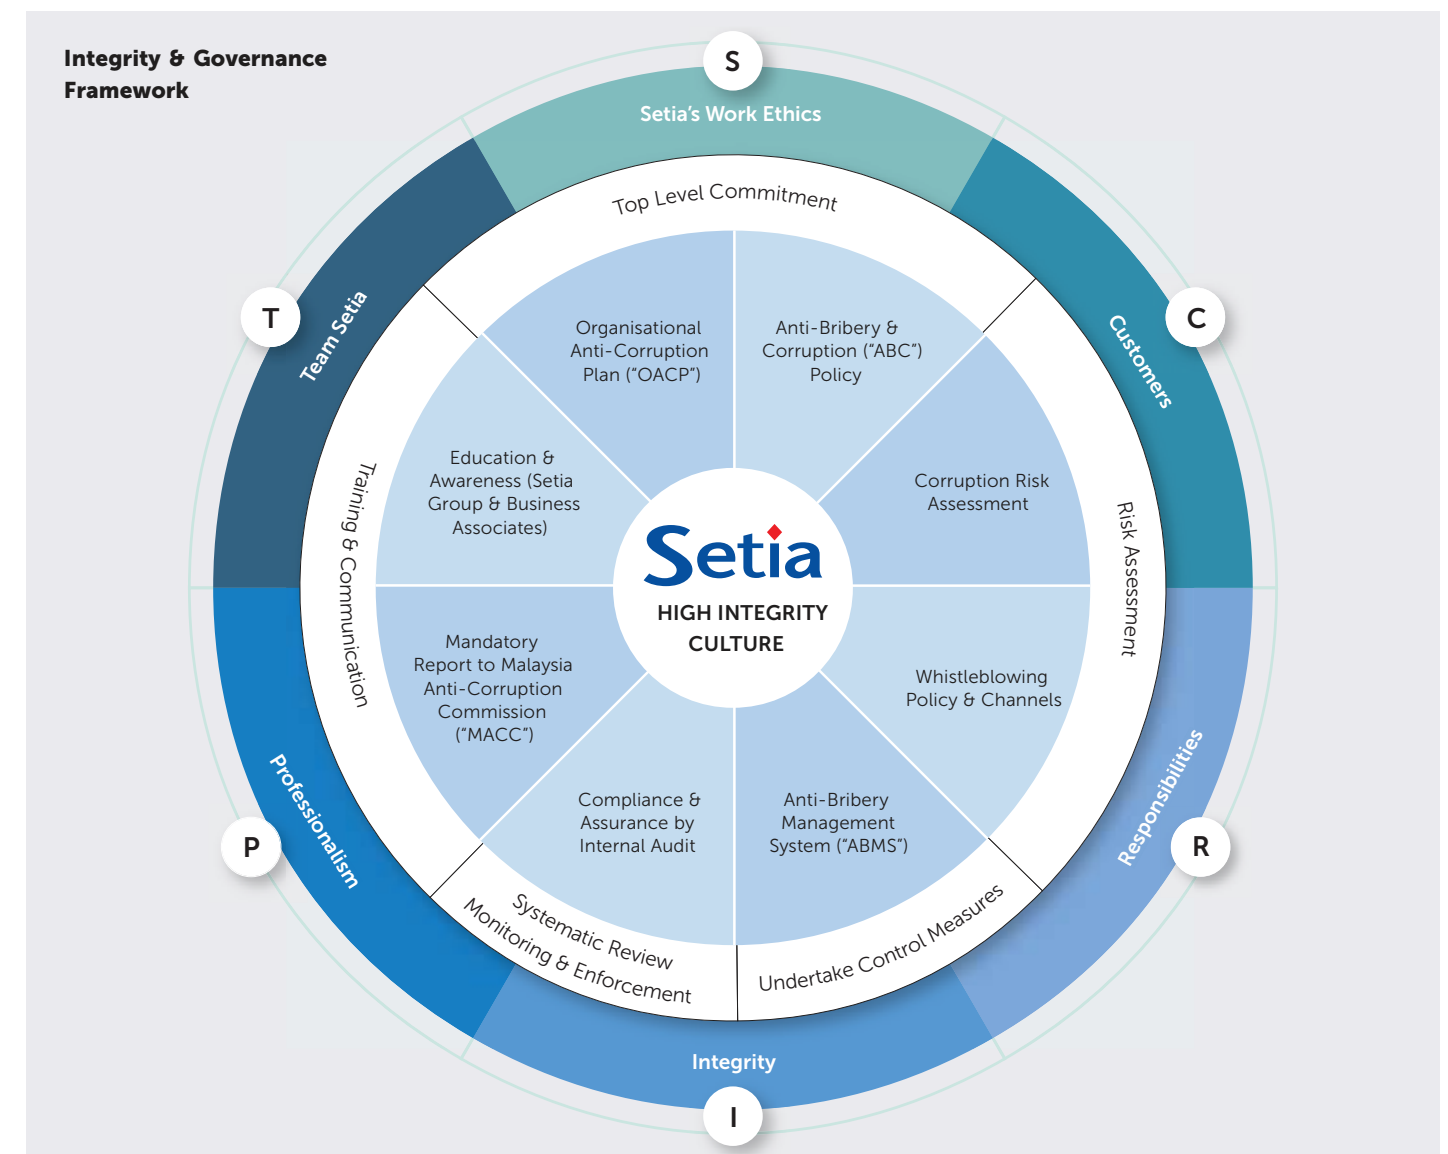 Integrity & Governance
Framework
S
Setia's Work Ethics
C
Customers
R
Responsibilities
I
Integrity
P
Professionalism
T
Team Setia
Top Level Commitment
Risk Assessment
Undertake Control Measures
Systematic Review
Monitoring & Enforcement
Training & Communication
Organisational
Anti-Corruption
Plan (“OACP”)
Anti-Bribery &
Corruption (“ABC”)
Policy
Corruption Risk
Assessment
Whistleblowing
Policy & Channels
Anti-Bribery
Management
System (“ABMS”)
Compliance &
Assurance by
Internal Audit
Mandatory
Report to Malaysia
Anti-Corruption
Commission
(“MACC”)
Education &
Awareness (Setia
Group & Business
Associates)
Setia
HIGH INTEGRITY
CULTURE